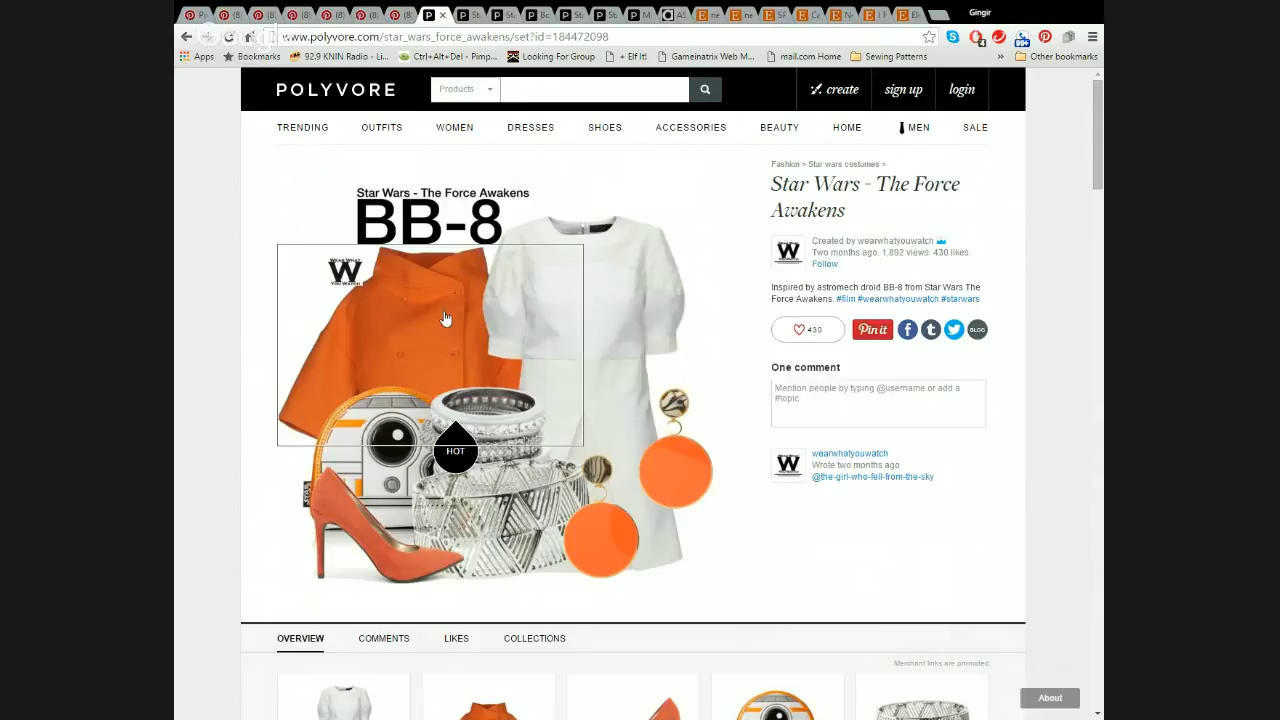 Gingir
www.polyvore.com/star_wars_force_awakens/set?id=184472098
Apps
Bookmarks
92.9 KNIN Radio - Li...
Ctrl+Alt+Del - Pimp...
Looking For Group
+ Elf It!
Gameinatrix Web Mail...
mail.com Home
Sewing Patterns
»
Other bookmarks
POLYVORE
Products
create
sign up
login
TRENDING
OUTFITS
WOMEN
DRESSES
SHOES
ACCESSORIES
BEAUTY
HOME
MEN
SALE
Star Wars - The Force Awakens
BB-8
WEAR WHAT
W
YOU WATCH
HOT
Fashion > Star wars costumes >
Star Wars - The Force
Awakens
Created by wearwhatyouwatch
Two months ago. 1,892 views. 430 likes.
Follow
Inspired by astromech droid BB-8 from Star Wars The
Force Awakens. #film #wearwhatyouwatch #starwars
430
Pin it
BLOG
One comment
Mention people by typing @username or add a
#topic
wearwhatyouwatch
Wrote two months ago
@the-girl-who-fell-from-the-sky
OVERVIEW
COMMENTS
LIKES
COLLECTIONS
Merchant links are promoted
About